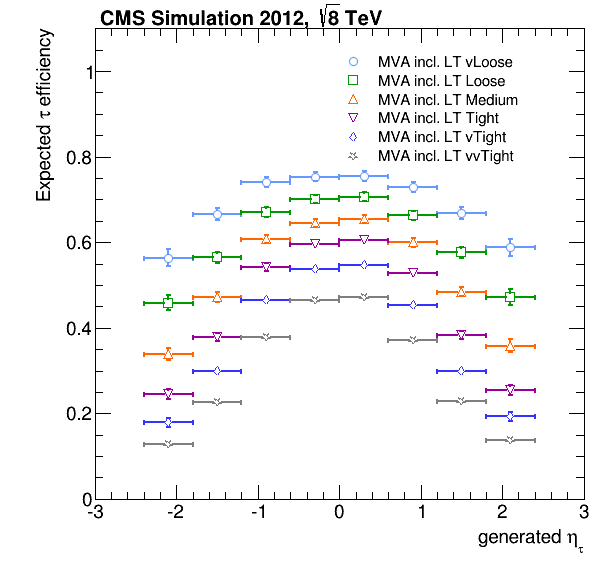 CMS Simulation 2012, √8 TeV
Expected τ efficiency
1
0.8
0.6
0.4
0.2
0
MVA incl. LT vLoose
MVA incl. LT Loose
MVA incl. LT Medium
MVA incl. LT Tight
MVA incl. LT vTight
MVA incl. LT vvTight
-3 -2 -1 0 1 2 3
generated ητ